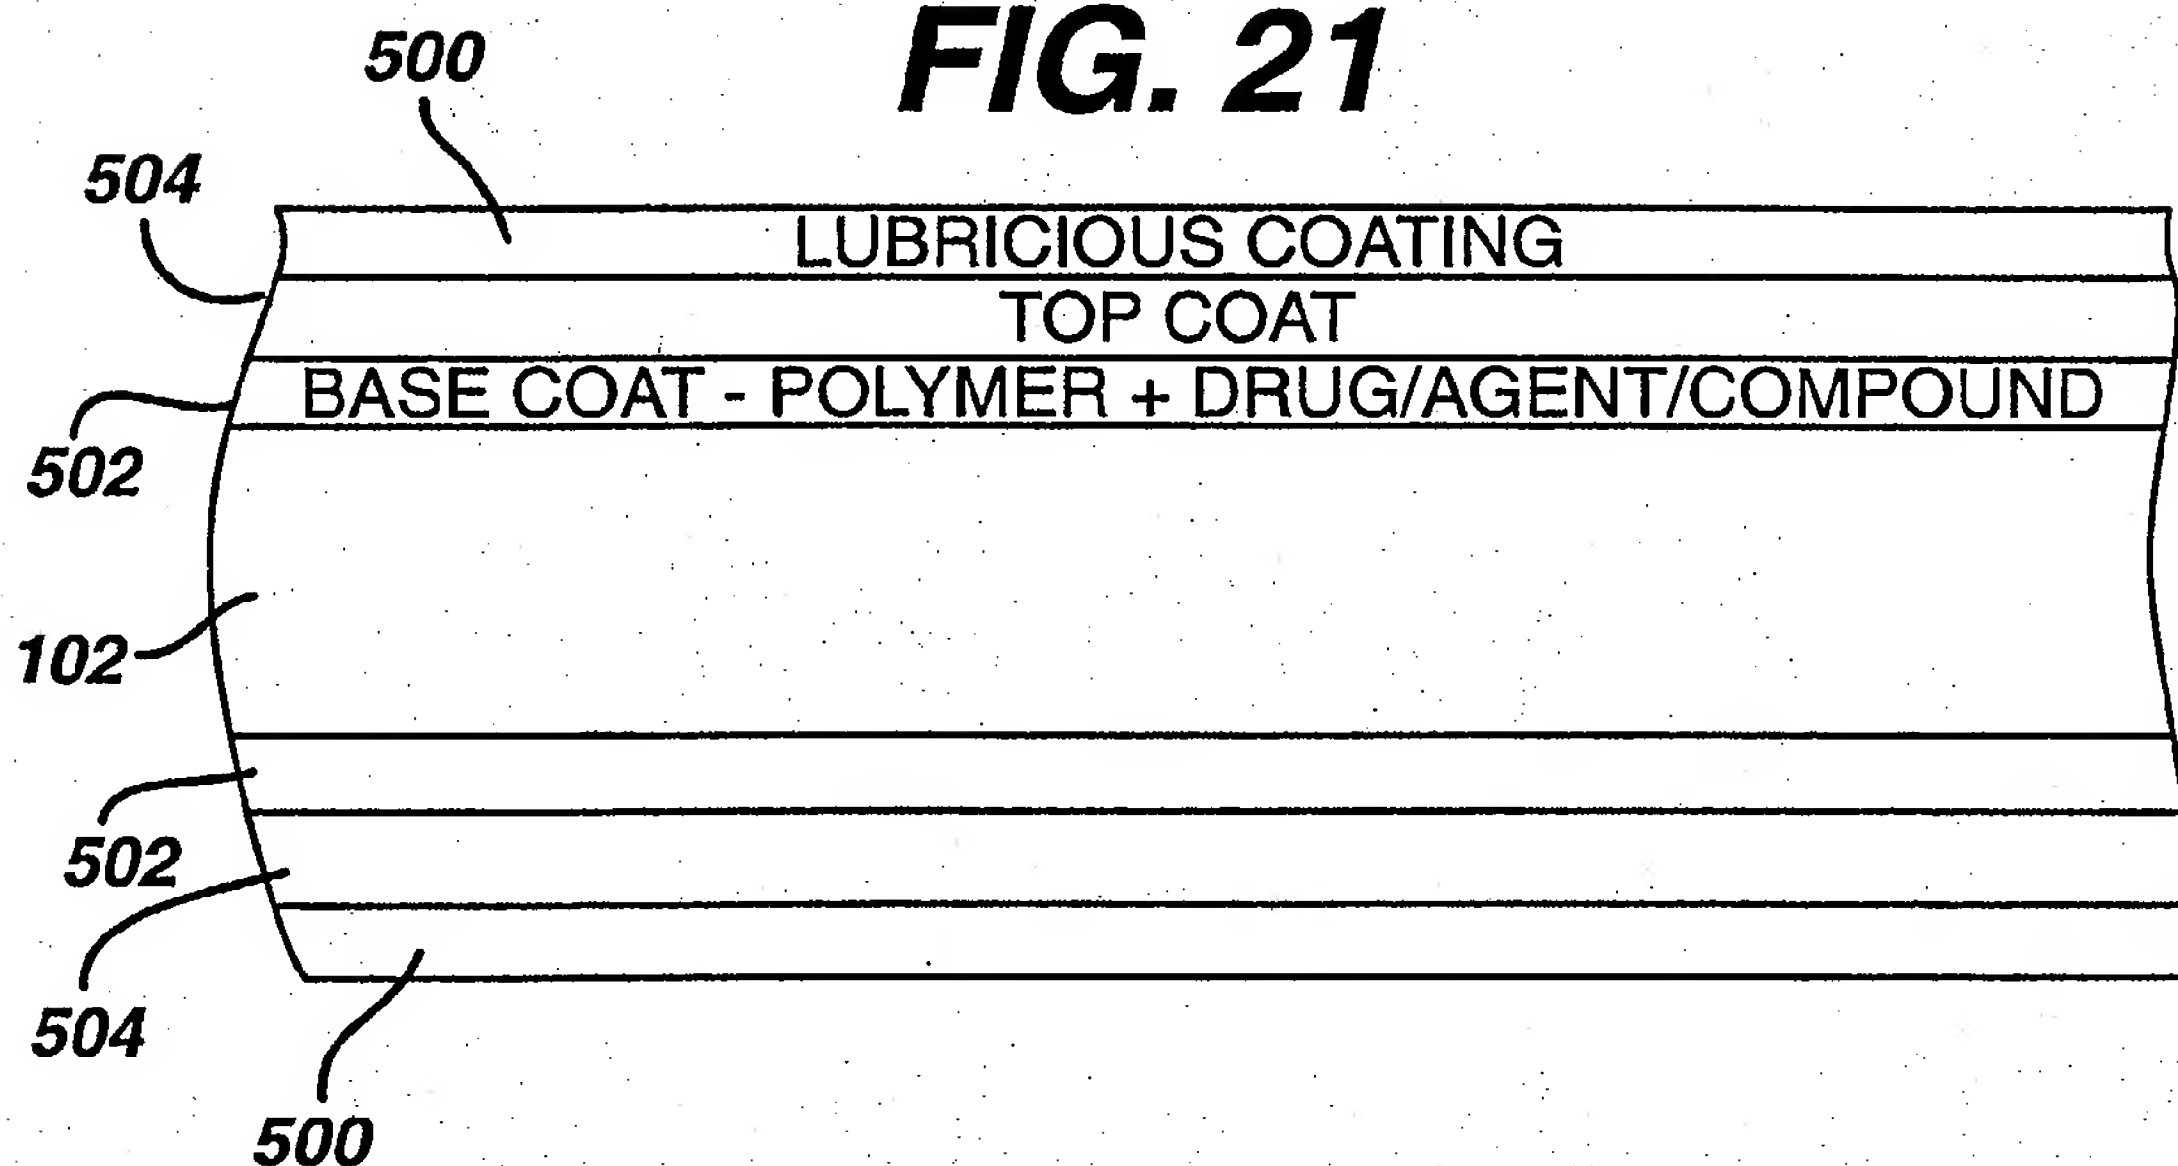 FIG. 21
500
504
LUBRICIOUS COATING
TOP COAT
BASE COAT - POLYMER + DRUG/AGENT/COMPOUND
502
102
502
504
500